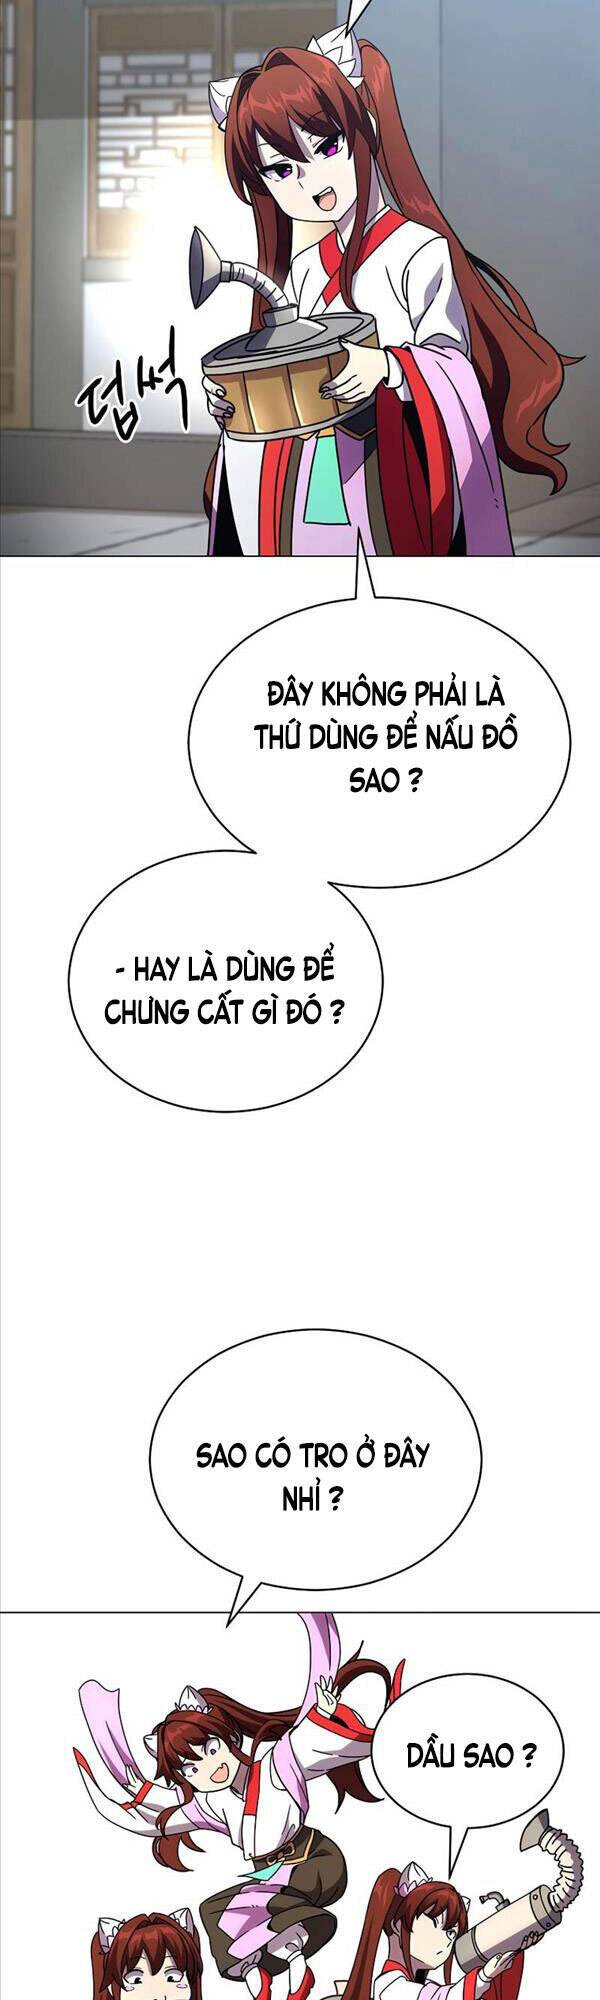 덥썩
ĐÂY KHÔNG PHẢI LÀ
THỨ DÙNG ĐỂ NẤU ĐỒ
SAO ?
- HAY LÀ DÙNG ĐỂ
CHƯNG CẤT GÌ ĐÓ ?
SAO CÓ TRO Ở ĐÂY
NHỈ ?
DẦU SAO ?